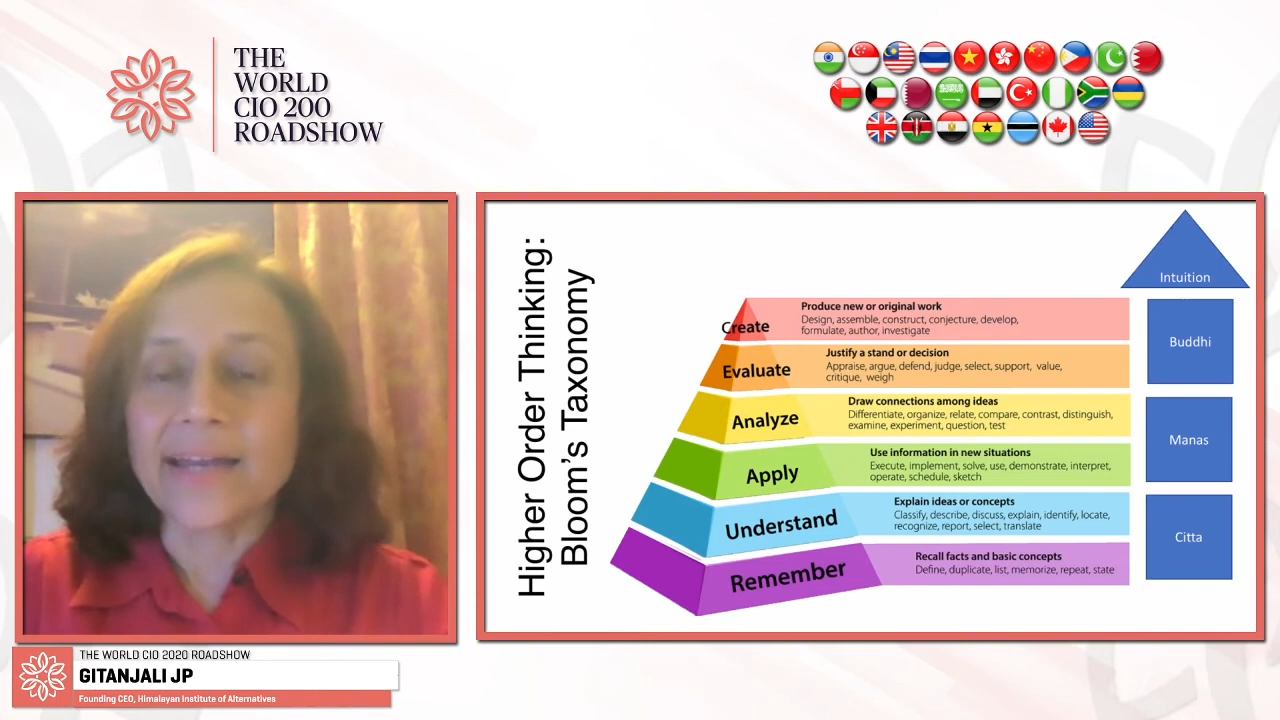 THE
WORLD
CIO 200
ROADSHOW
Higher Order Thinking:
Bloom's Taxonomy
Create
Produce new or original work
Design, assemble, construct, conjecture, develop,
formulate, author, investigate
Evaluate
Justify a stand or decision
Appraise, argue, defend, judge, select, support, value,
critique, weigh
Analyze
Draw connections among ideas
Differentiate, organize, relate, compare, contrast, distinguish,
examine, experiment, question, test
Apply
Use information in new situations
Execute, implement, solve, use, demonstrate, interpret,
operate, schedule, sketch
Understand
Explain ideas or concepts
Classify, describe, discuss, explain, identify, locate,
recognize, report, select, translate
Remember
Recall facts and basic concepts
Define, duplicate, list, memorize, repeat, state
Intuition
Buddhi
Manas
Citta
THE WORLD CIO 2020 ROADSHOW
GITANJALI JP
Founding CEO, Himalayan Institute of Alternatives